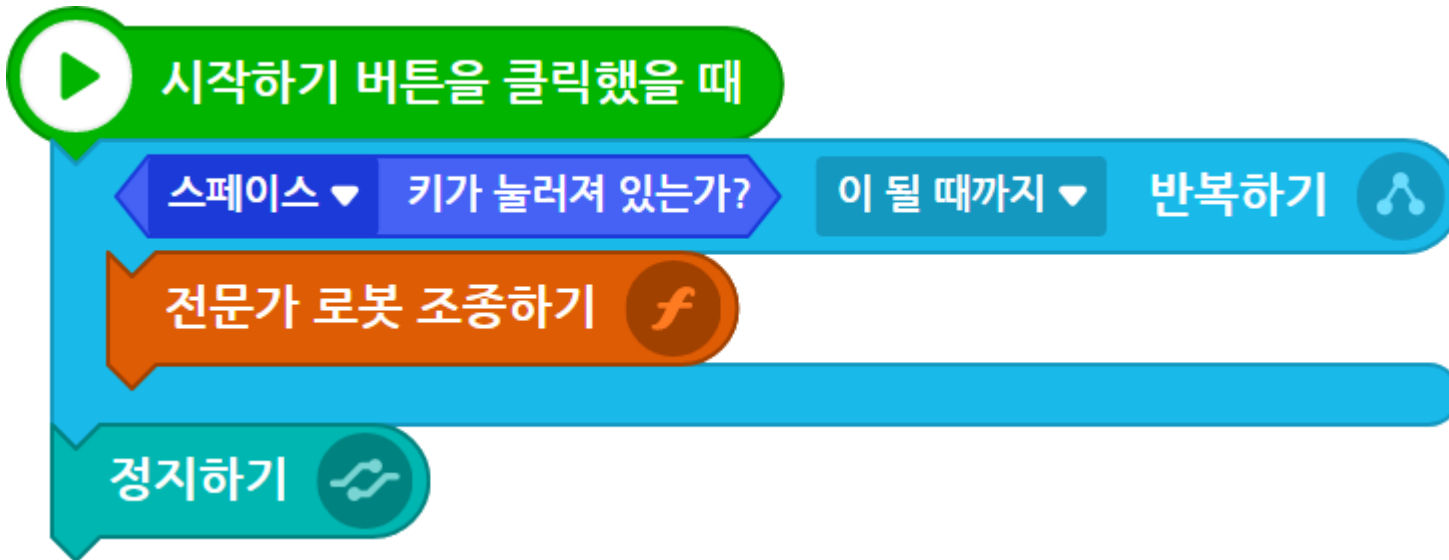 시작하기 버튼을 클릭했을 때
스페이스 키가 눌러져 있는가? 이 될 때까지 반복하기
전문가 로봇 조종하기 f
정지하기